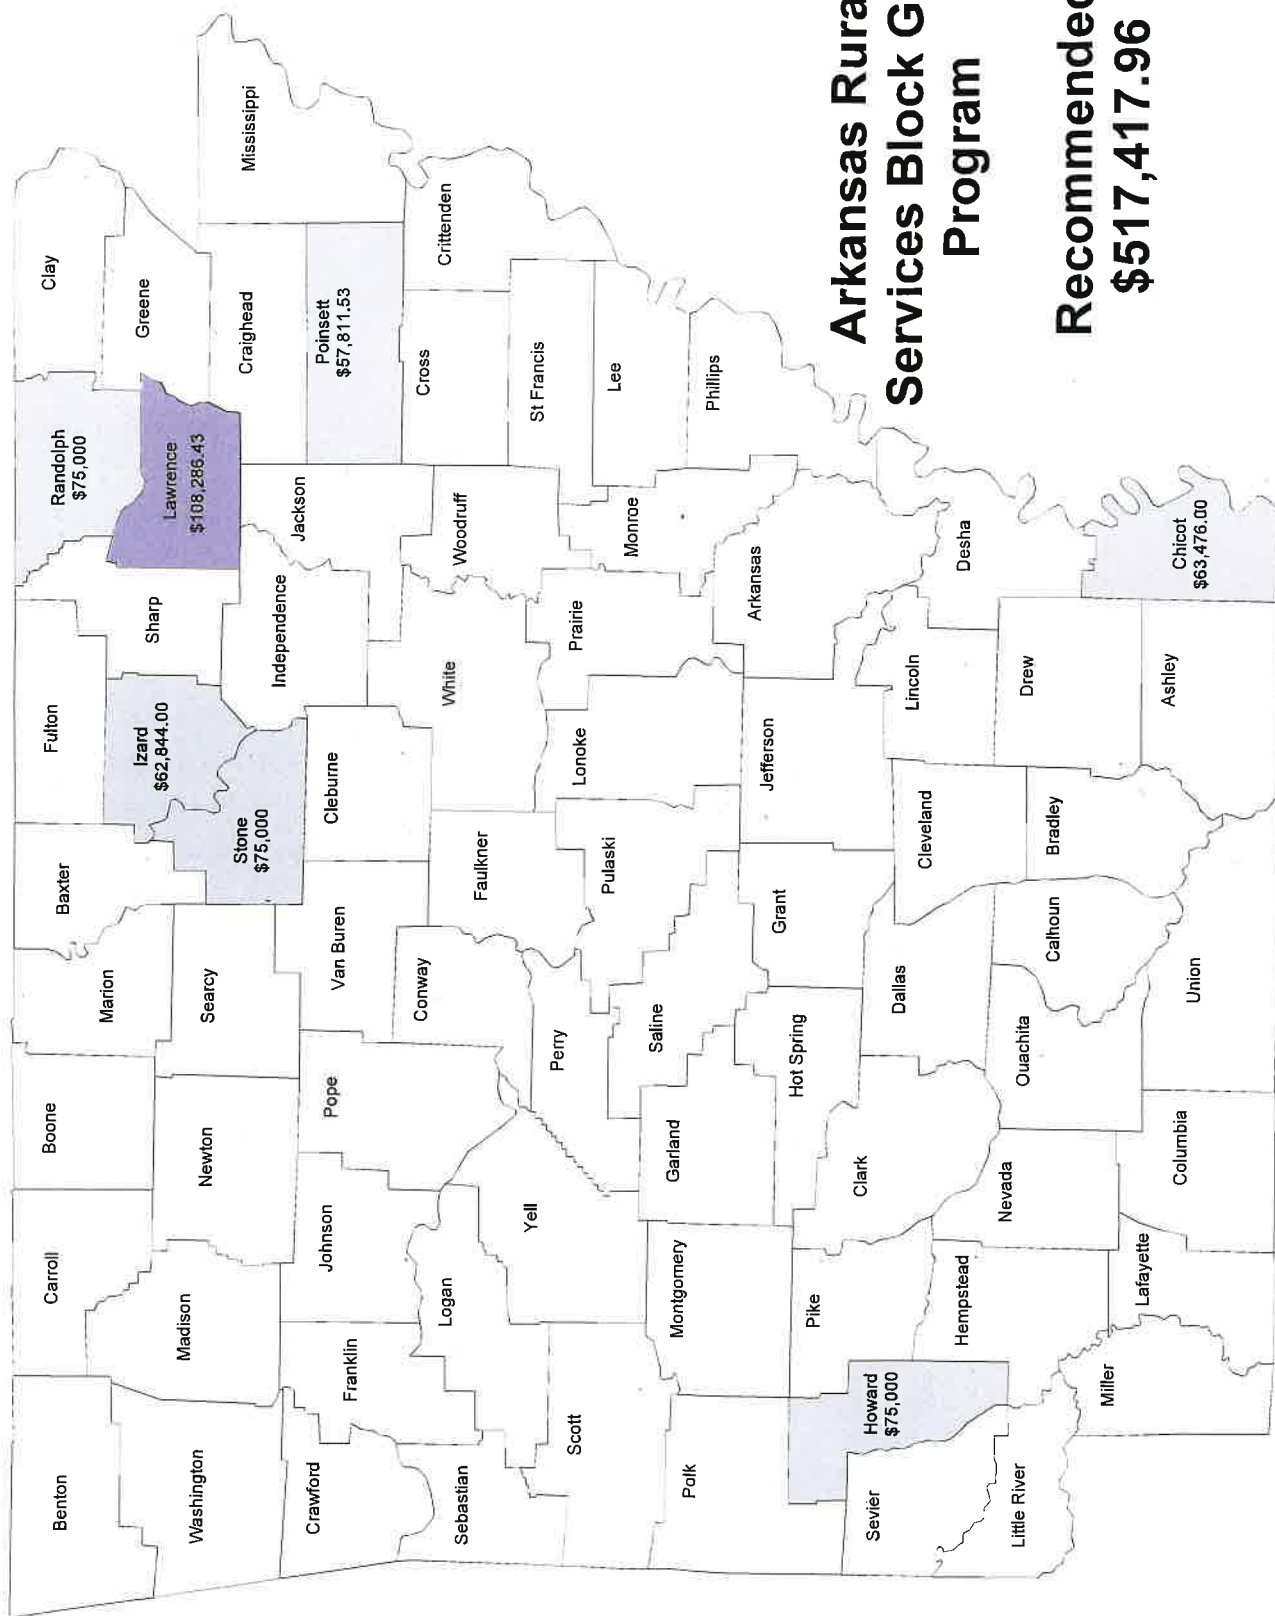 Benton
Carroll
Boone
Marion
Baxter
Fulton
Randolph
$75,000
Clay
Washington
Madison
Newton
Searcy
Stone
$75,000
Izard
$62,844.00
Sharp
Lawrence
$108,286.43
Greene
Crawford
Franklin
Johnson
Pope
Van Buren
Cleburne
Independence
Jackson
Craighead
Mississippi
Poinsett
$57,811.53
Sebastian
Logan
Conway
Faulkner
White
Woodruff
Cross
Crittenden
Scott
Yell
Perry
Pulaski
Lonoke
Prairie
Monroe
St Francis
Lee
Polk
Montgomery
Garland
Saline
Phillips
Sevier
Howard
$75,000
Pike
Clark
Hot Spring
Grant
Jefferson
Arkansas
Little River
Hempstead
Nevada
Ouachita
Dallas
Calhoun
Cleveland
Bradley
Lincoln
Drew
Desha
Miller
Lafayette
Columbia
Union
Ashley
Chicot
$63,476.00
Arkansas Rura
Services Block G
Program
Recommended
$517,417.96